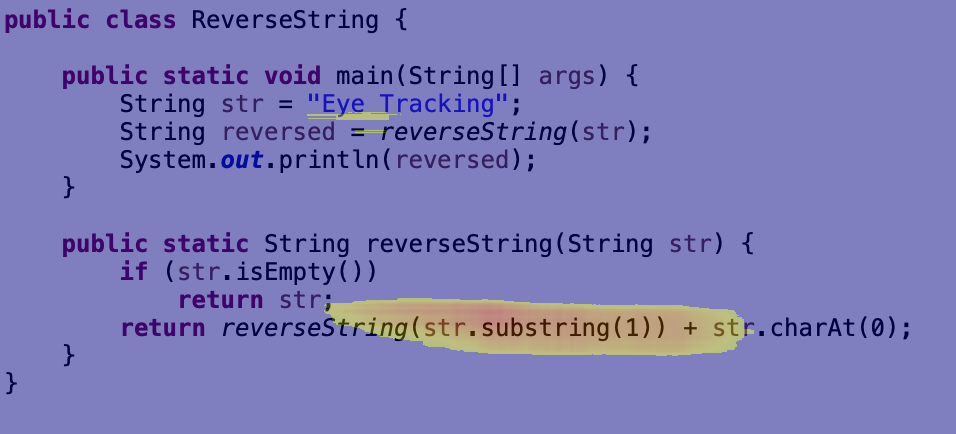 public class ReverseString {
public static void main(String[] args) {
String str = "Eye Tracking";
String reversed = reverseString(str);
System.out.println(reversed);
}
public static String reverseString(String str) {
if (str.isEmpty())
return str;
return reverseString(str.substring(1)) + str.charAt(0);
}
}